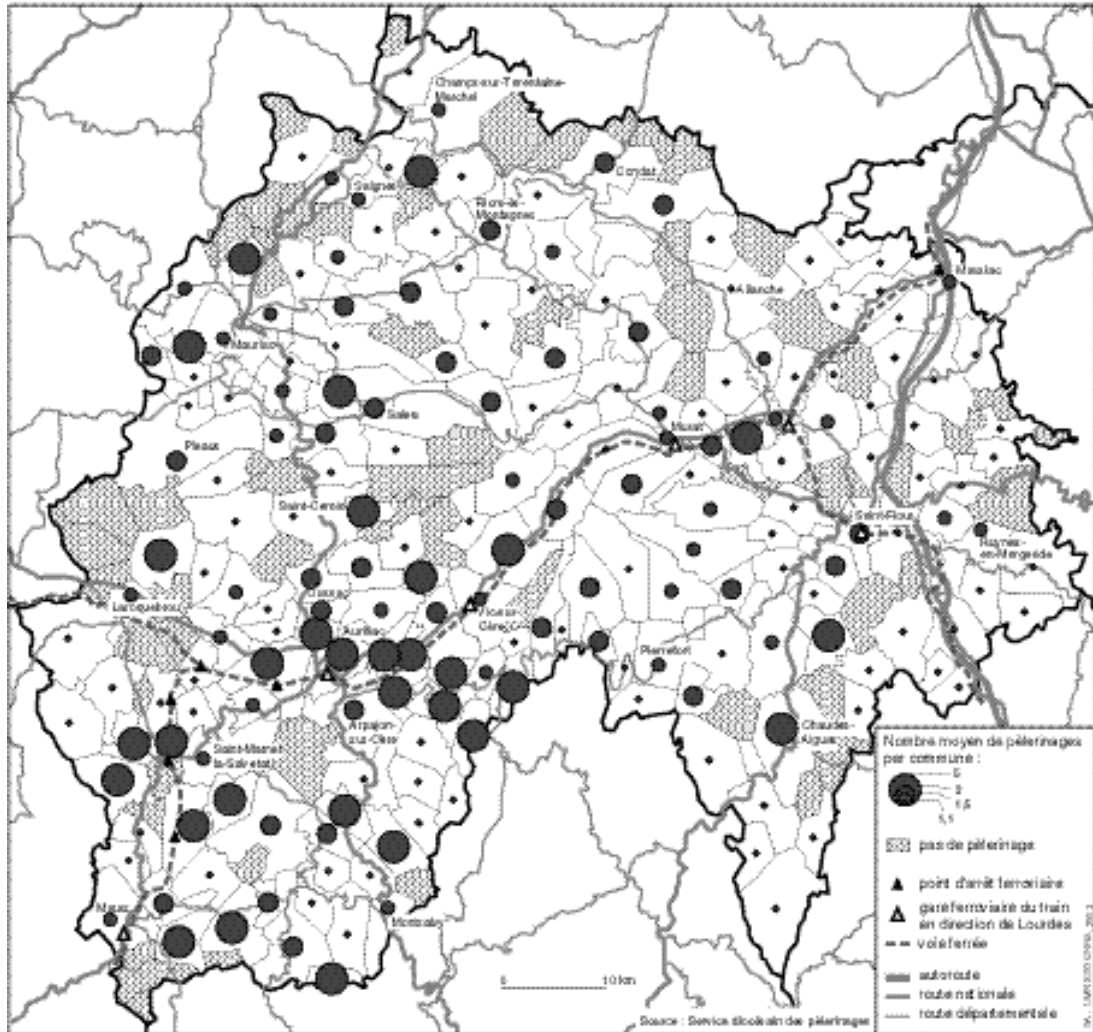 Champs-sur-Tarentaine-
Marchal
Condat
Saignes
Riom-ès-
Montagnes
Massiac
Allanche
Mauriac
Salers
Murat
Pleaux
Saint-Cernin
Saint-Flour
Ruynes-
en-Margeride
Laroquebrou
Jussac
Vic-sur-
Cère
Aurillac
Pierrefort
Arpajon-
sur-Cère
Chaudes-
Aigues
Saint-Mamet
la-Salvetat
Maurs
Montsalvy
Nombre moyen de pèlerinages
par commune :
5
3
1,5
1,1
pas de pèlerinage
point d'arrêt ferroviaire
gare ferroviaire du train
en direction de Lourdes
voie ferrée
autoroute
route nationale
route départementale
0 10 km
Source : Service diocésain des pèlerinages